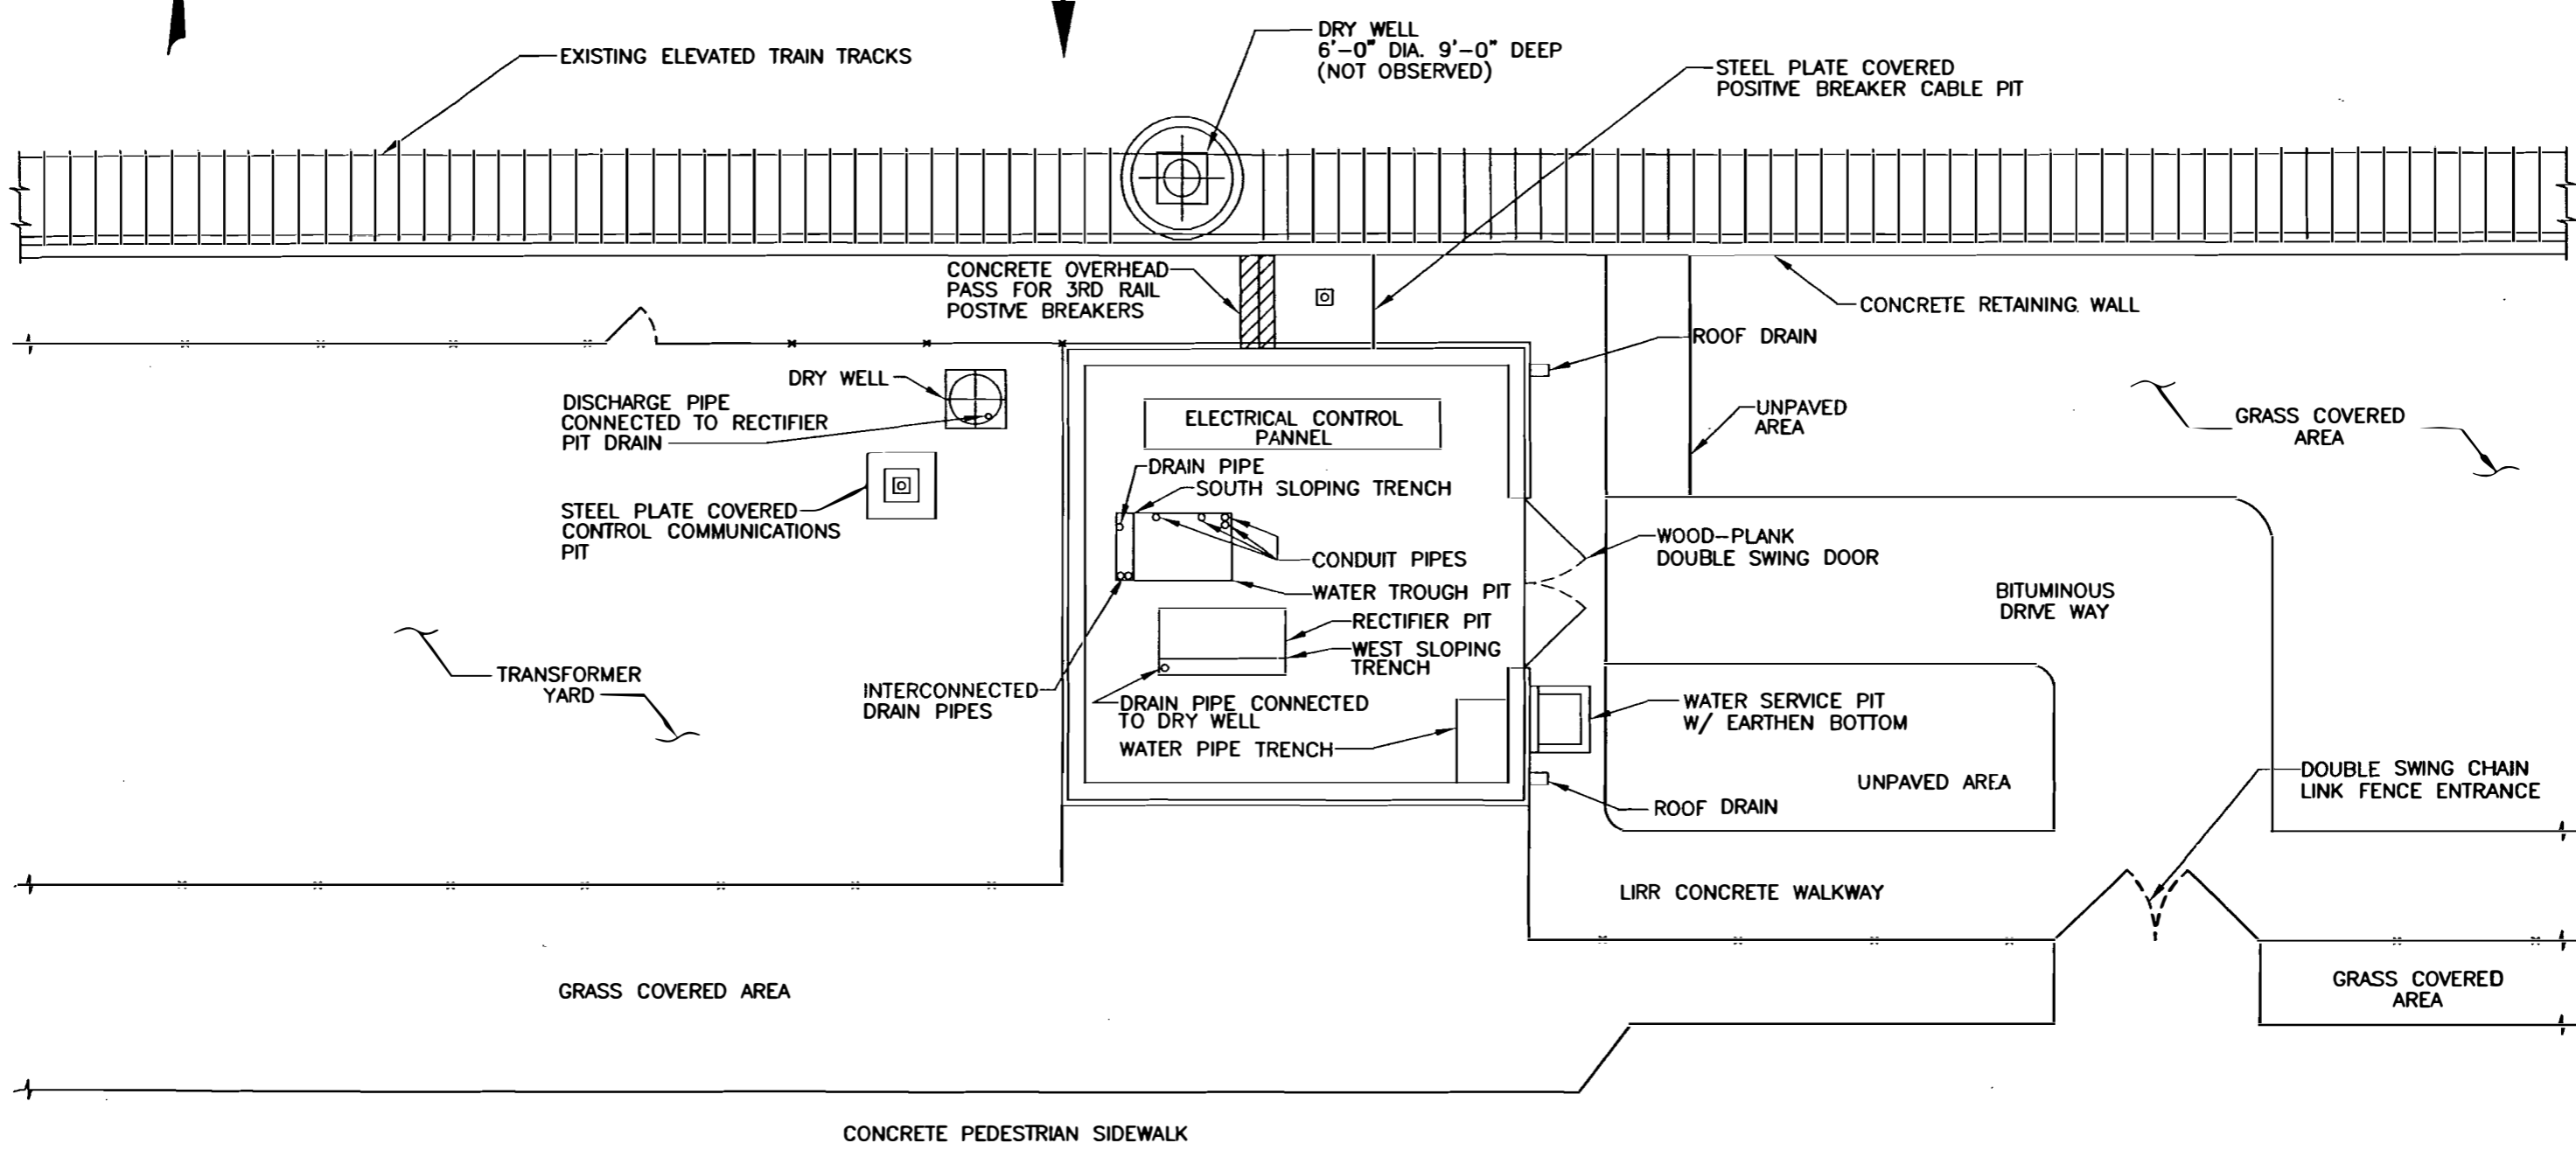 EXISTING ELEVATED TRAIN TRACKS
DRY WELL
6'-0" DIA. 9'-0" DEEP
(NOT OBSERVED)
STEEL PLATE COVERED
POSITIVE BREAKER CABLE PIT
CONCRETE OVERHEAD
PASS FOR 3RD RAIL
POSTIVE BREAKERS
CONCRETE RETAINING WALL
ROOF DRAIN
DRY WELL
DISCHARGE PIPE
CONNECTED TO RECTIFIER
PIT DRAIN
ELECTRICAL CONTROL
PANNEL
UNPAVED
AREA
GRASS COVERED
AREA
DRAIN PIPE
SOUTH SLOPING TRENCH
STEEL PLATE COVERED
CONTROL COMMUNICATIONS
PIT
CONDUIT PIPES
WATER TROUGH PIT
WOOD-PLANK
DOUBLE SWING DOOR
BITUMINOUS
DRIVE WAY
RECTIFIER PIT
WEST SLOPING
TRENCH
TRANSFORMER
YARD
INTERCONNECTED
DRAIN PIPES
DRAIN PIPE CONNECTED
TO DRY WELL
WATER PIPE TRENCH
WATER SERVICE PIT
W/ EARTHEN BOTTOM
UNPAVED AREA
ROOF DRAIN
DOUBLE SWING CHAIN
LINK FENCE ENTRANCE
LIRR CONCRETE WALKWAY
GRASS COVERED AREA
GRASS COVERED
AREA
CONCRETE PEDESTRIAN SIDEWALK